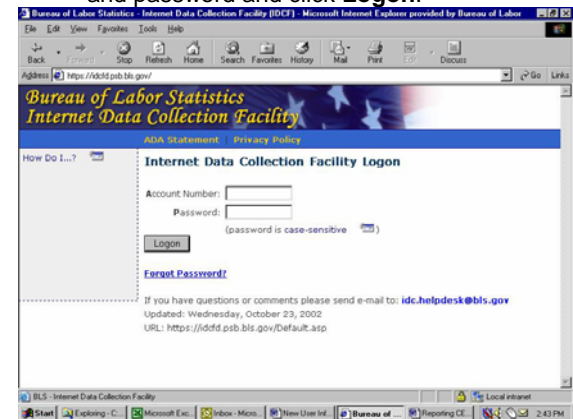 and password and click Logon.
Bureau of Labor Statistics - Internet Data Collection Facility (IDCF) - Microsoft Internet Explorer provided by Bureau of Labor
File Edit View Favorites Tools Help
Back Forward Stop Refresh Home Search Favorites History Mail Print Edit Discuss
Address https://idcfd.psb.bls.gov/ Go Links
Bureau of Labor Statistics
Internet Data Collection Facility
ADA Statement | Privacy Policy
How Do I...?
Internet Data Collection Facility Logon
Account Number:
Password:
(password is case-sensitive )
Logon
Forgot Password?
If you have questions or comments please send e-mail to: idc.helpdesk@bls.gov
Updated: Wednesday, October 23, 2002
URL: https://idcfd.psb.bls.gov/Default.asp
BLS - Internet Data Collection Facility Local intranet
Start Exploring - C:... Microsoft Exc... Inbox - Micro... New User Inf... Bureau of ... Reporting CE... 2:43 PM